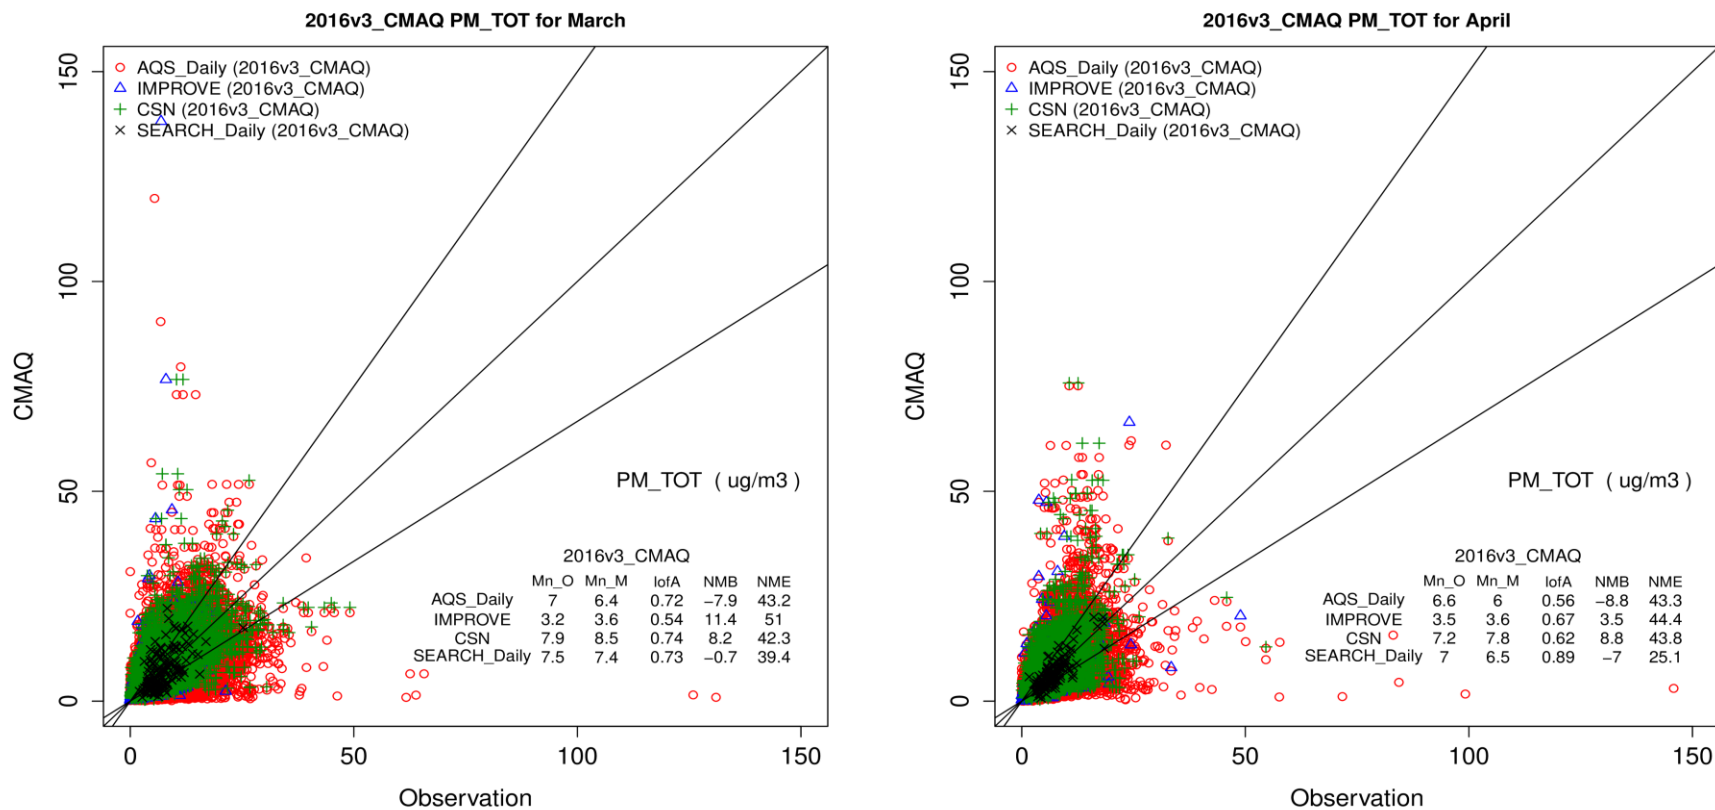 2016v3_CMAQ PM_TOT for March
150
100
50
0
CMAQ
AQS_Daily (2016v3_CMAQ)
IMPROVE (2016v3_CMAQ)
CSN (2016v3_CMAQ)
SEARCH_Daily (2016v3_CMAQ)
PM_TOT ( ug/m3 )
2016v3_CMAQ
Mn_O Mn_M IofA NMB NME
AQS_Daily 7 6.4 0.72 −7.9 43.2
IMPROVE 3.2 3.6 0.54 11.4 51
CSN 7.9 8.5 0.74 8.2 42.3
SEARCH_Daily 7.5 7.4 0.73 −0.7 39.4
0 50 100 150
Observation
2016v3_CMAQ PM_TOT for April
150
100
50
0
CMAQ
AQS_Daily (2016v3_CMAQ)
IMPROVE (2016v3_CMAQ)
CSN (2016v3_CMAQ)
SEARCH_Daily (2016v3_CMAQ)
PM_TOT ( ug/m3 )
2016v3_CMAQ
Mn_O Mn_M IofA NMB NME
AQS_Daily 6.6 6 0.56 −8.8 43.3
IMPROVE 3.5 3.6 0.67 3.5 44.4
CSN 7.2 7.8 0.62 8.8 43.8
SEARCH_Daily 7 6.5 0.89 −7 25.1
0 50 100 150
Observation